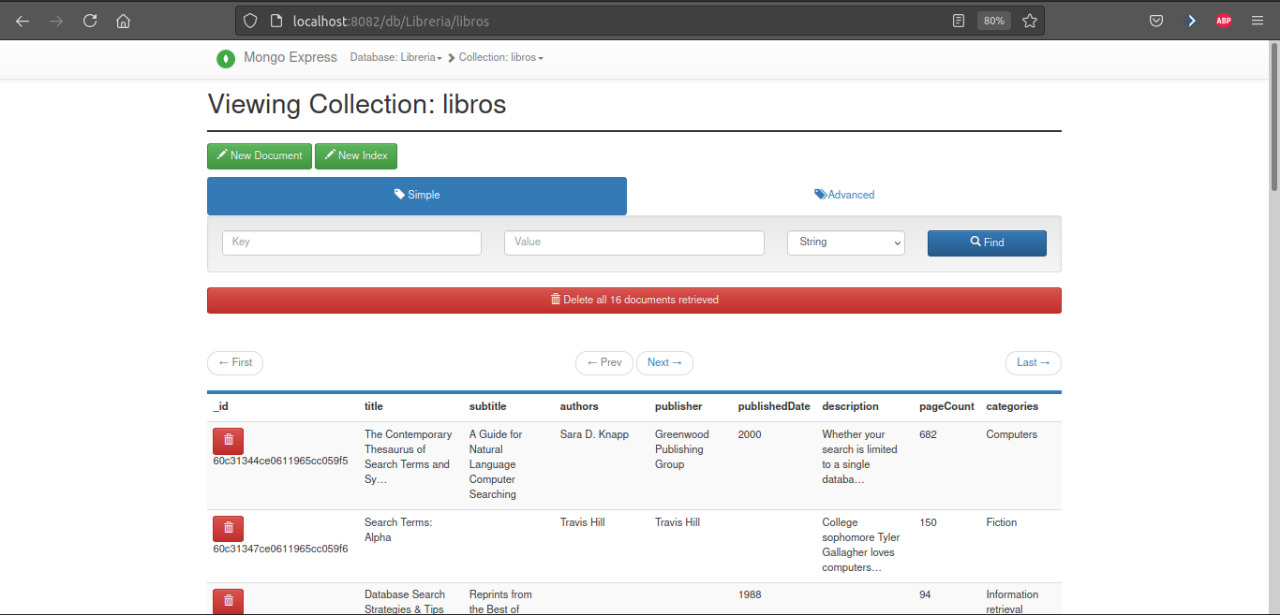 localhost:8082/db/Libreria/libros
80%
ABP
Mongo Express Database: Libreria Collection: libros
Viewing Collection: libros
New Document New Index
Simple Advanced
Key Value String Find
Delete all 16 documents retrieved
← First ← Prev Next → Last →
_id title subtitle authors publisher publishedDate description pageCount categories
60c31344ce0611965cc059f5
The Contemporary
Thesaurus of
Search Terms and
Sy…
A Guide for
Natural
Language
Computer
Searching
Sara D. Knapp
Greenwood
Publishing
Group
2000
Whether your
search is limited
to a single
databa…
682
Computers
60c31347ce0611965cc059f6
Search Terms:
Alpha
Travis Hill
Travis Hill
College
sophomore Tyler
Gallagher loves
computers…
150
Fiction
Database Search
Strategies & Tips
Reprints from
the Best of
1988
94
Information
retrieval